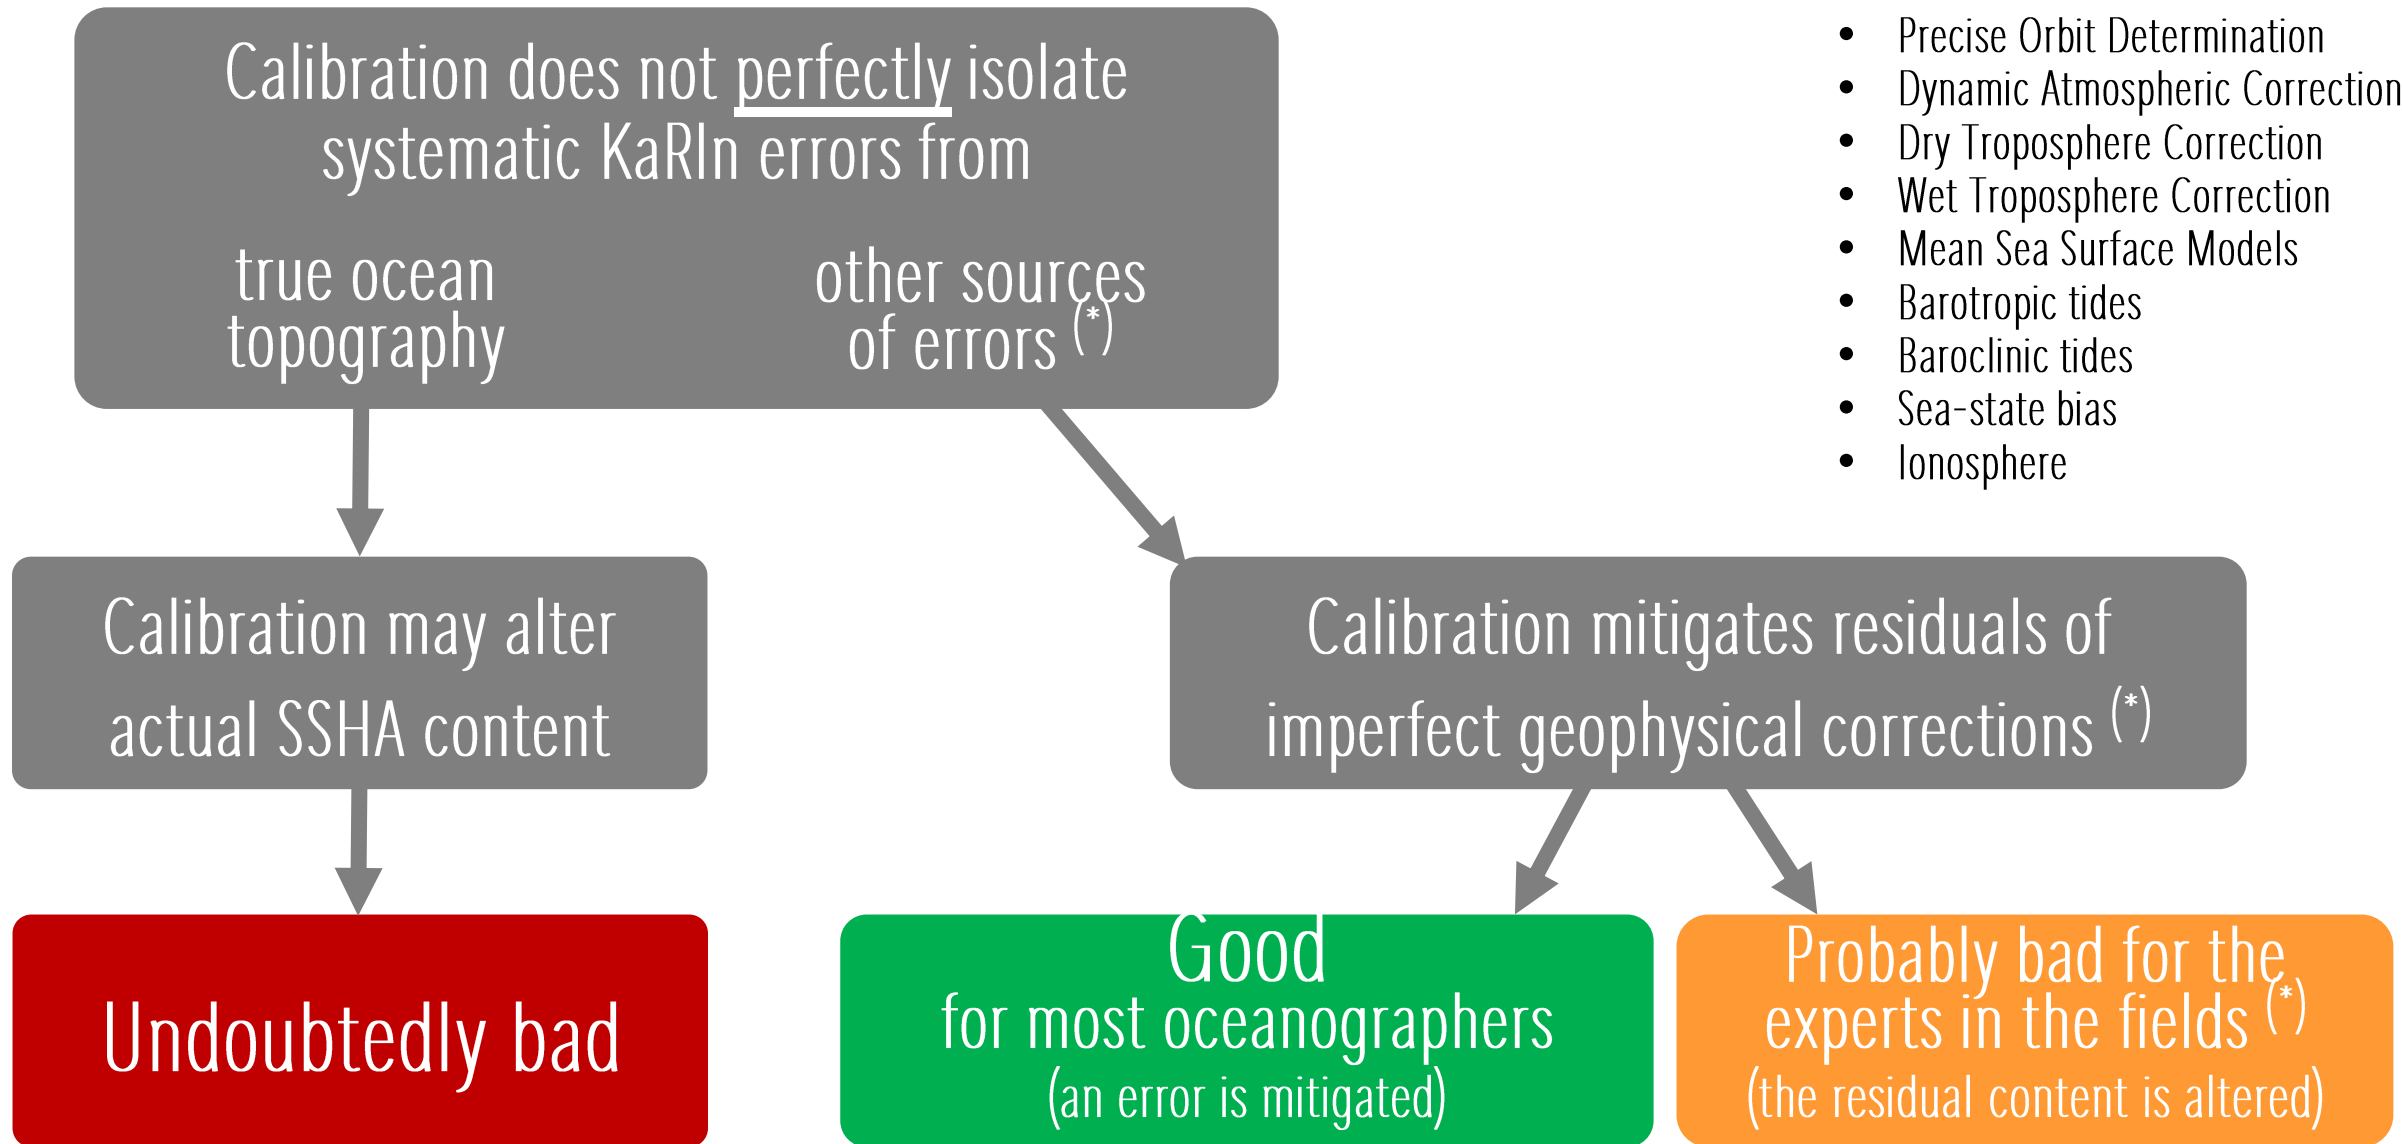 Calibration does not perfectly isolate
systematic KaRIn errors from
true ocean
topography
other sources
of errors (*)
• Precise Orbit Determination
• Dynamic Atmospheric Correction
• Dry Troposphere Correction
• Wet Troposphere Correction
• Mean Sea Surface Models
• Barotropic tides
• Baroclinic tides
• Sea-state bias
• Ionosphere
Calibration may alter
actual SSHA content
Calibration mitigates residuals of
imperfect geophysical corrections (*)
Undoubtedly bad
Good
for most oceanographers
(an error is mitigated)
Probably bad for the
experts in the fields (*)
(the residual content is altered)